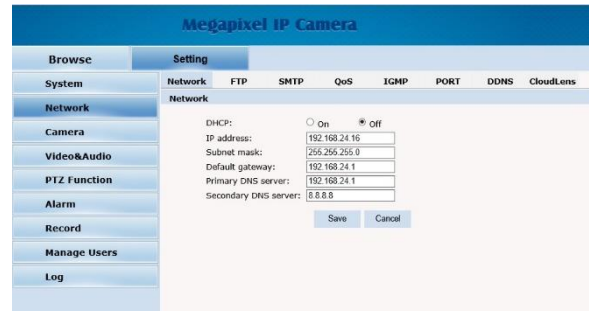 Megapixel IP Camera
Browse Setting
System
Network
Camera
Video&Audio
PTZ Function
Alarm
Record
Manage Users
Log
Network FTP SMTP QoS IGMP PORT DDNS CloudLens
Network
DHCP: On Off
IP address: 192.168.24.16
Subnet mask: 255.255.255.0
Default gateway: 192.168.24.1
Primary DNS server: 192.168.24.1
Secondary DNS server: 8.8.8.8
Save Cancel